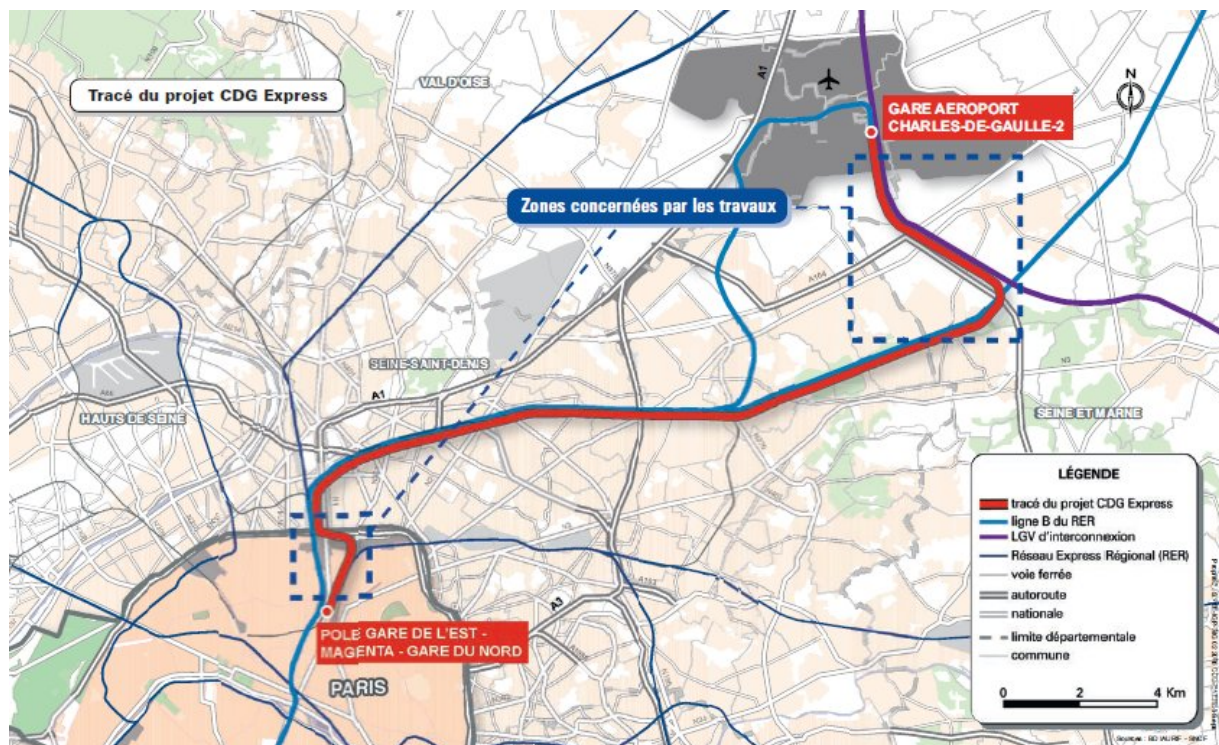 Tracé du projet CDG Express
VAL D'OISE
A1
N
GARE AEROPORT
CHARLES-DE-GAULLE-2
Zones concernées par les travaux
A104
SEINE-SAINT-DENIS
A1
HAUTS DE SEINE
N3
SEINE ET MARNE
A3
A103
POLE GARE DE L'EST -
MAGENTA - GARE DU NORD
PARIS
LÉGENDE
tracé du projet CDG Express
ligne B du RER
LGV d'interconnexion
Réseau Express Régional (RER)
voie ferrée
autoroute
nationale
limite départementale
commune
0 2 4 Km